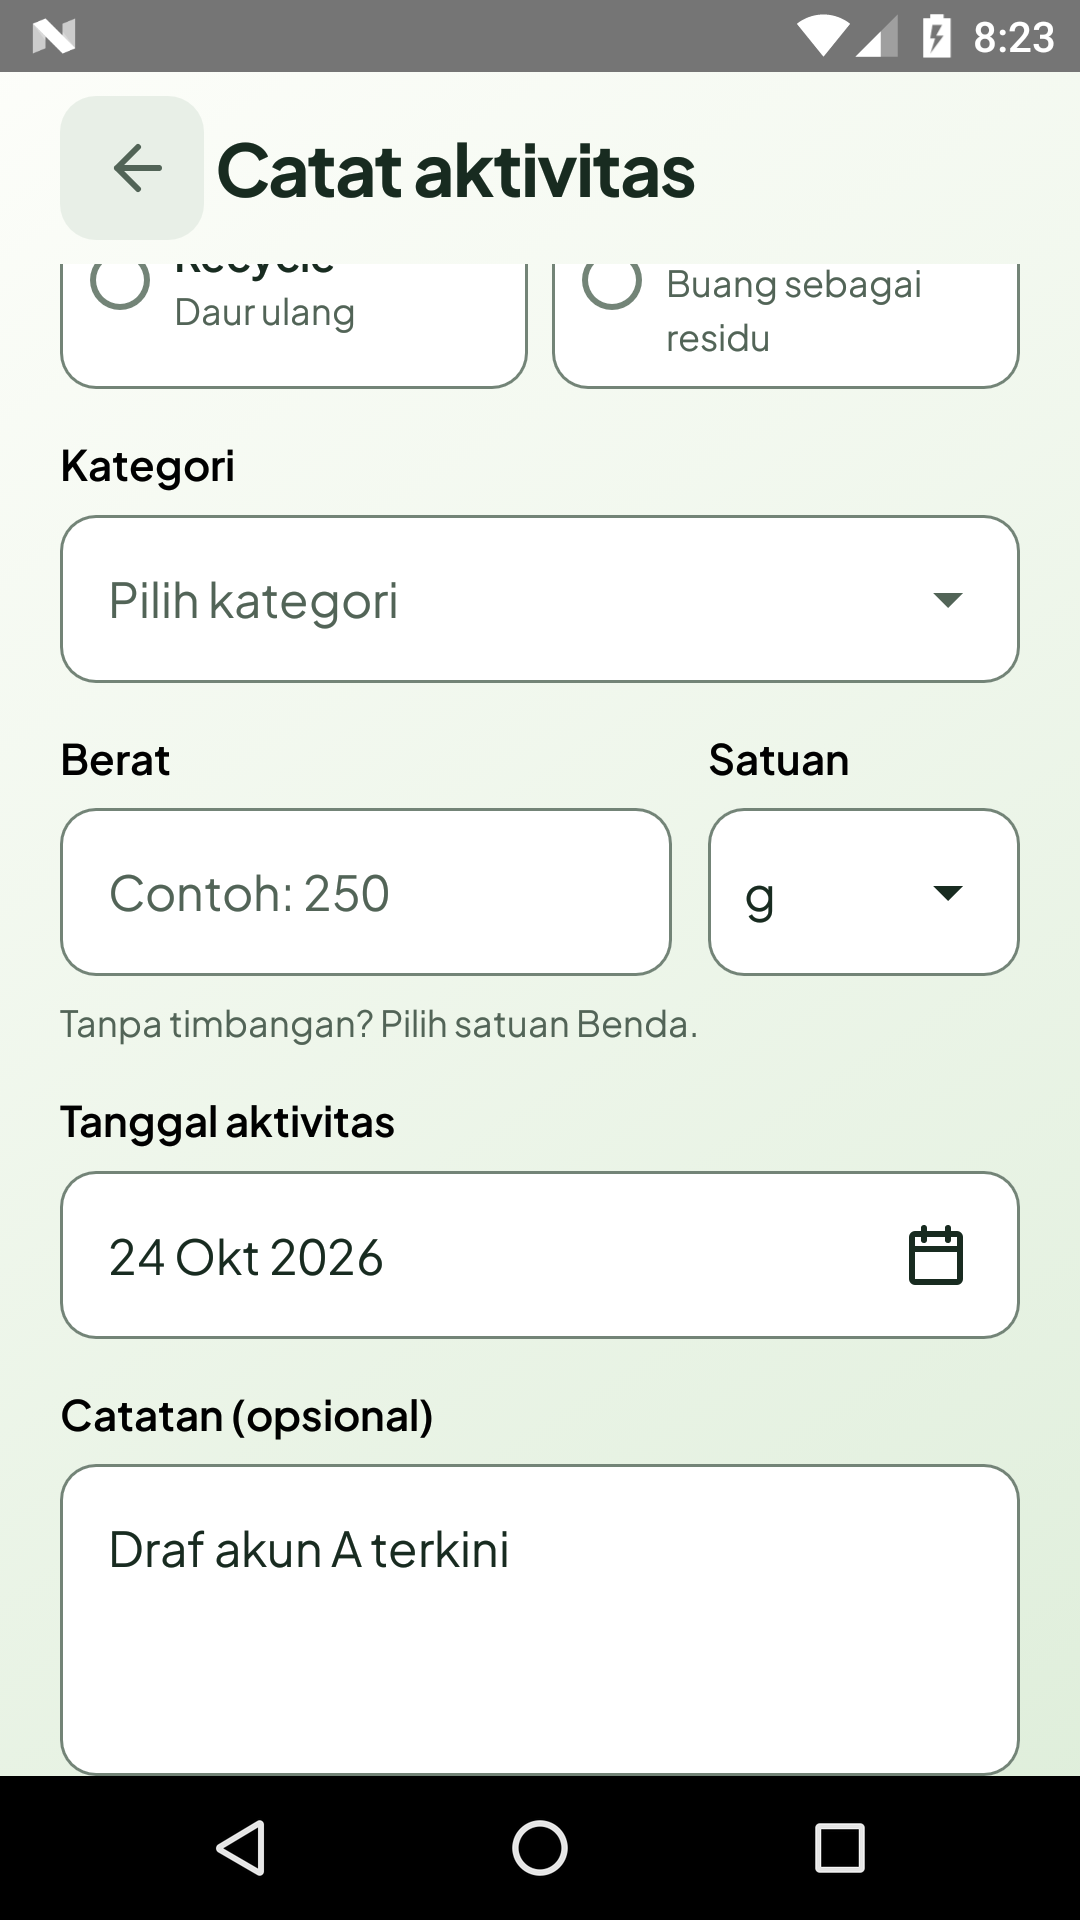 8:23
Catat aktivitas
Recycle
Daur ulang
Buang sebagai
residu
Kategori
Pilih kategori
Berat
Satuan
Contoh: 250
g
Tanpa timbangan? Pilih satuan Benda.
Tanggal aktivitas
24 Okt 2026
Catatan (opsional)
Draf akun A terkini